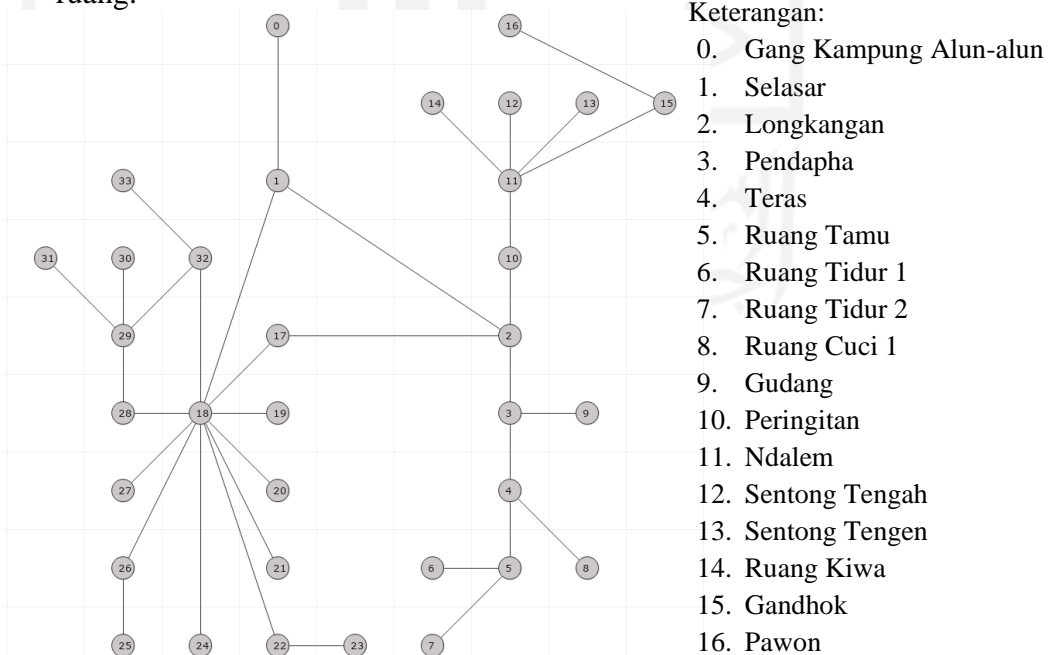 ruang.
Keterangan:
0. Gang Kampung Alun-alun
1. Selasar
2. Longkangan
3. Pendapha
4. Teras
5. Ruang Tamu
6. Ruang Tidur 1
7. Ruang Tidur 2
8. Ruang Cuci 1
9. Gudang
10. Peringitan
11. Ndalem
12. Sentong Tengah
13. Sentong Tengen
14. Ruang Kiwa
15. Gandhok
16. Pawon
0 16
14 12 13 15
33 1 11
31 30 32 10
29 17 2
28 18 19 3 9
27 20 4
26 21 6 5 8
25 24 22 23 7